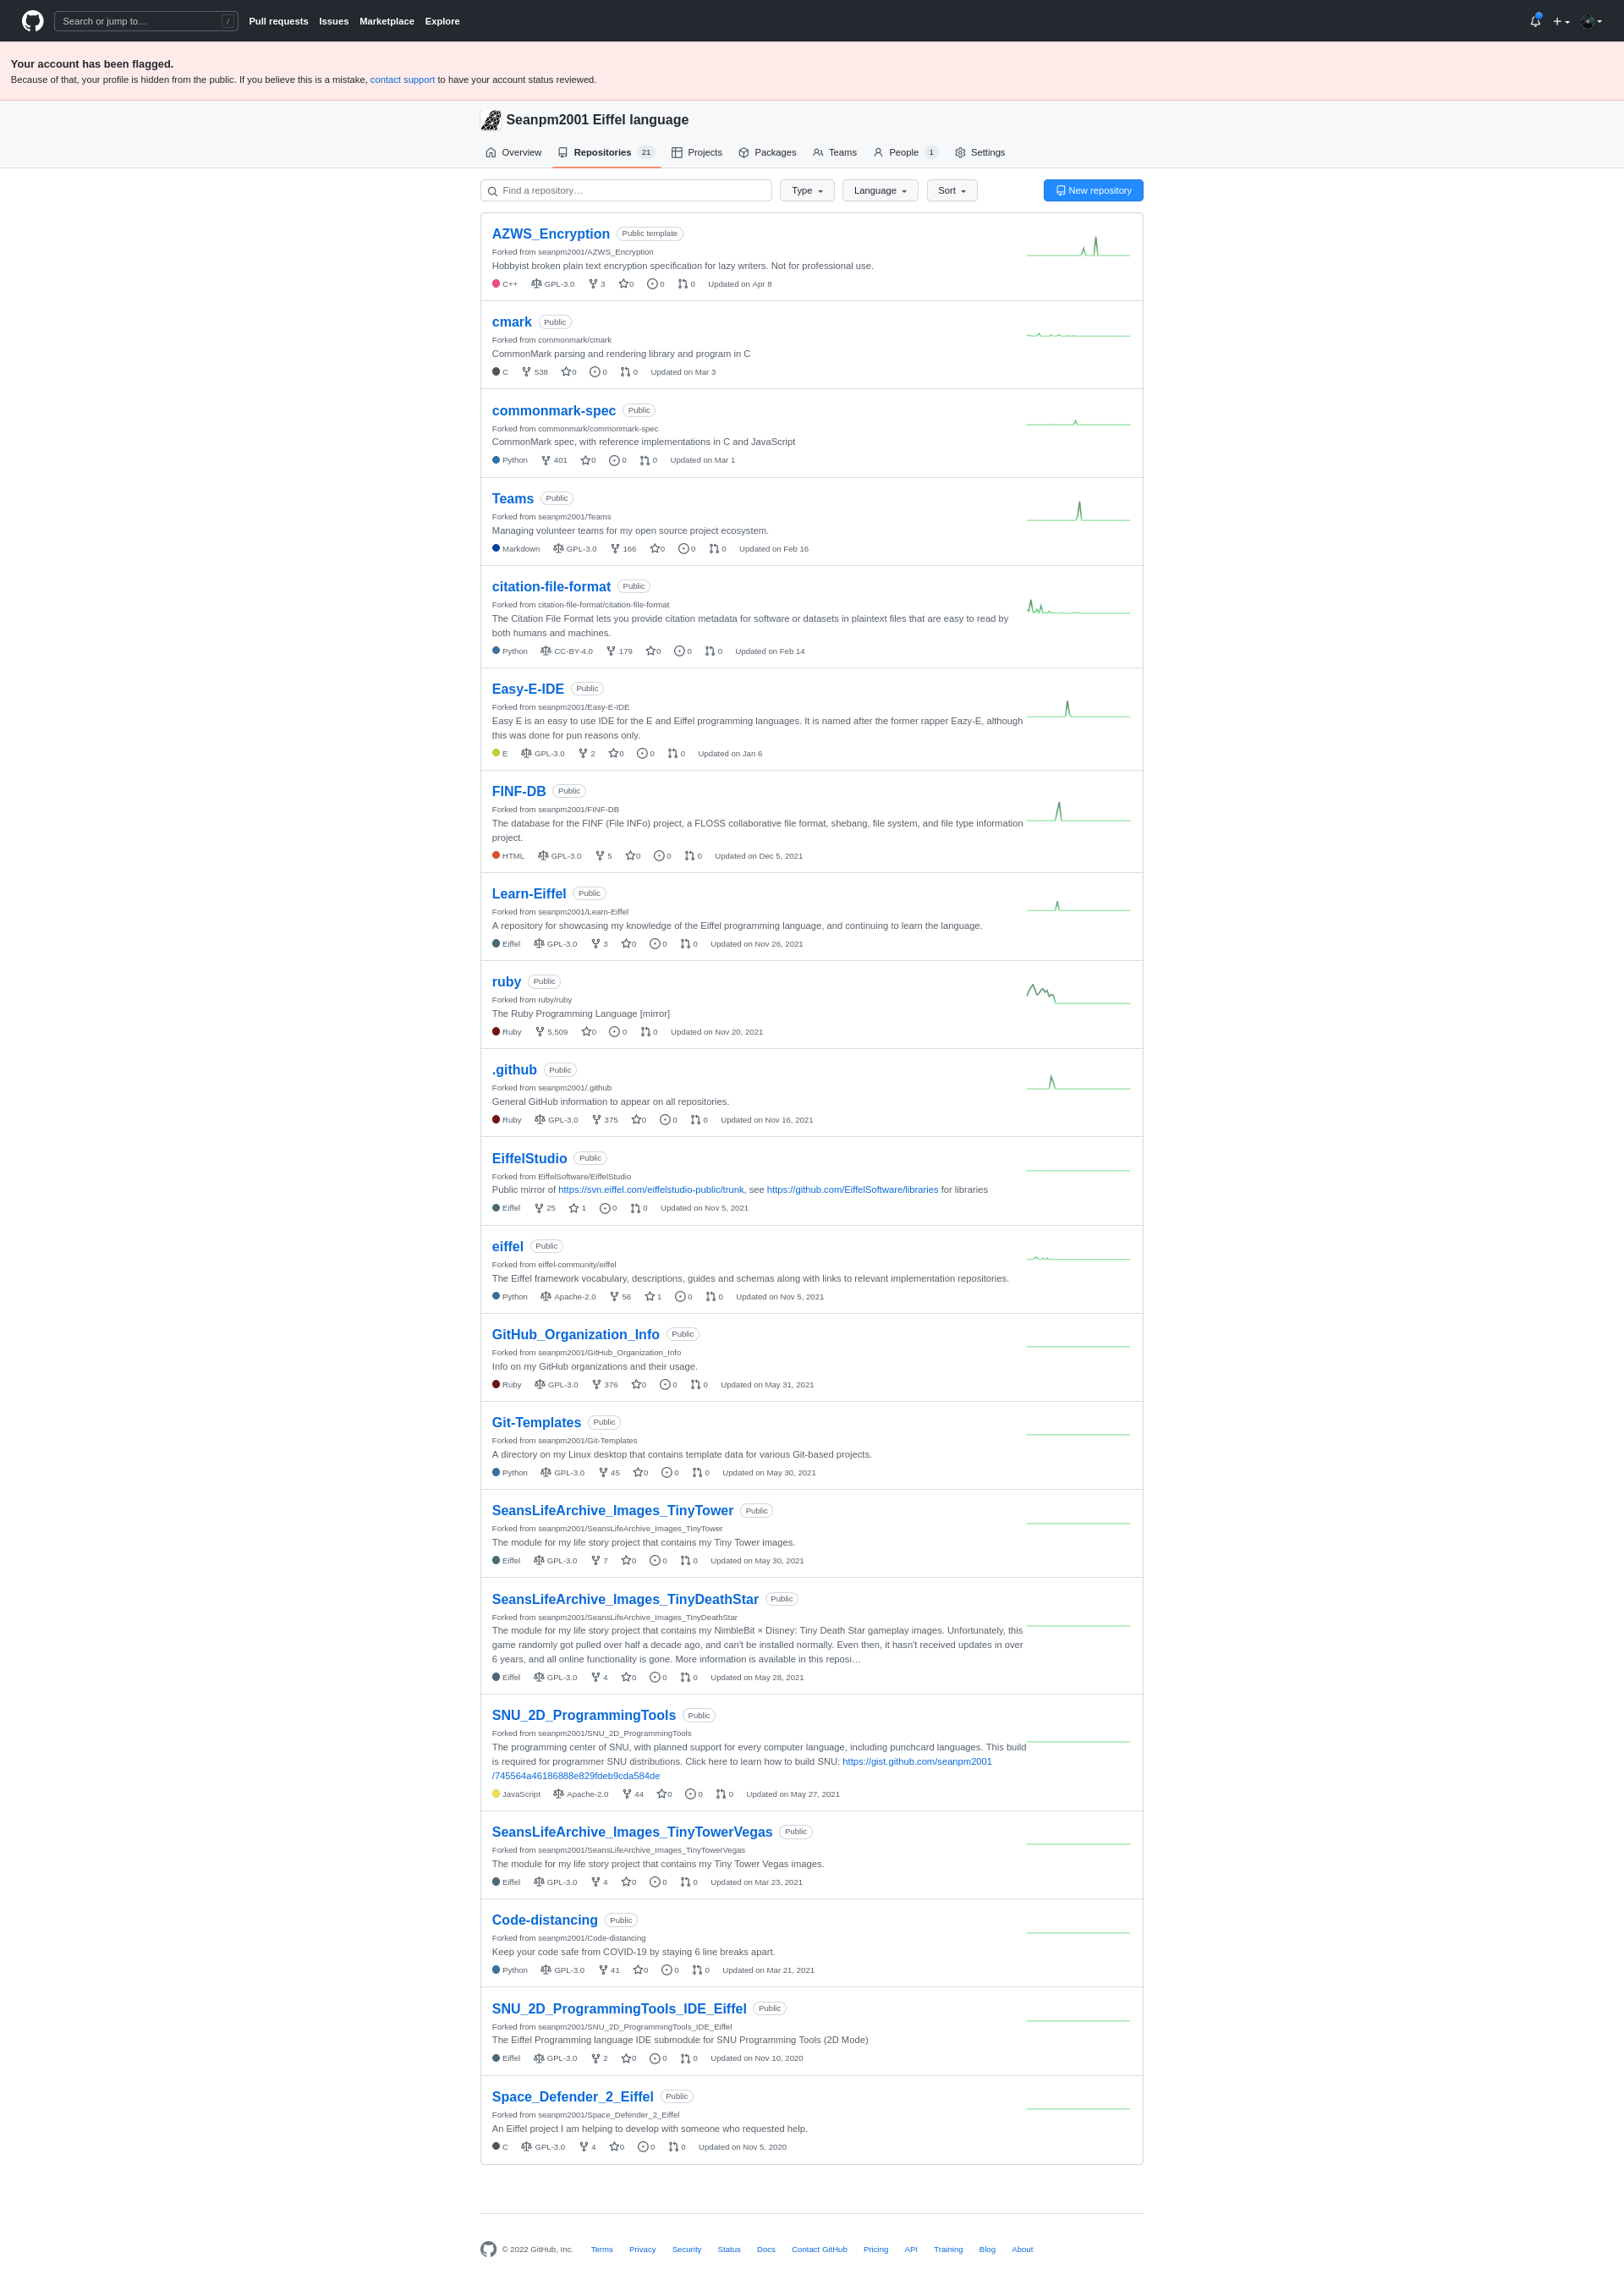 Search or jump to… /
Pull requests Issues Marketplace Explore
Your account has been flagged.
Because of that, your profile is hidden from the public. If you believe this is a mistake, contact support to have your account status reviewed.
Seanpm2001 Eiffel language
Overview Repositories 21 Projects Packages Teams People 1 Settings
Find a repository… Type Language Sort New repository
AZWS_Encryption Public template
Forked from seanpm2001/AZWS_Encryption
Hobbyist broken plain text encryption specification for lazy writers. Not for professional use.
C++ GPL-3.0 3 0 0 0 Updated on Apr 8
cmark Public
Forked from commonmark/cmark
CommonMark parsing and rendering library and program in C
C 538 0 0 0 Updated on Mar 3
commonmark-spec Public
Forked from commonmark/commonmark-spec
CommonMark spec, with reference implementations in C and JavaScript
Python 401 0 0 0 Updated on Mar 1
Teams Public
Forked from seanpm2001/Teams
Managing volunteer teams for my open source project ecosystem.
Markdown GPL-3.0 166 0 0 0 Updated on Feb 16
citation-file-format Public
Forked from citation-file-format/citation-file-format
The Citation File Format lets you provide citation metadata for software or datasets in plaintext files that are easy to read by
both humans and machines.
Python CC-BY-4.0 179 0 0 0 Updated on Feb 14
Easy-E-IDE Public
Forked from seanpm2001/Easy-E-IDE
Easy E is an easy to use IDE for the E and Eiffel programming languages. It is named after the former rapper Eazy-E, although
this was done for pun reasons only.
E GPL-3.0 2 0 0 0 Updated on Jan 6
FINF-DB Public
Forked from seanpm2001/FINF-DB
The database for the FINF (File INFo) project, a FLOSS collaborative file format, shebang, file system, and file type information
project.
HTML GPL-3.0 5 0 0 0 Updated on Dec 5, 2021
Learn-Eiffel Public
Forked from seanpm2001/Learn-Eiffel
A repository for showcasing my knowledge of the Eiffel programming language, and continuing to learn the language.
Eiffel GPL-3.0 3 0 0 0 Updated on Nov 26, 2021
ruby Public
Forked from ruby/ruby
The Ruby Programming Language [mirror]
Ruby 5,509 0 0 0 Updated on Nov 20, 2021
.github Public
Forked from seanpm2001/.github
General GitHub information to appear on all repositories.
Ruby GPL-3.0 375 0 0 0 Updated on Nov 16, 2021
EiffelStudio Public
Forked from EiffelSoftware/EiffelStudio
Public mirror of https://svn.eiffel.com/eiffelstudio-public/trunk, see https://github.com/EiffelSoftware/libraries for libraries
Eiffel 25 1 0 0 Updated on Nov 5, 2021
eiffel Public
Forked from eiffel-community/eiffel
The Eiffel framework vocabulary, descriptions, guides and schemas along with links to relevant implementation repositories.
Python Apache-2.0 56 1 0 0 Updated on Nov 5, 2021
GitHub_Organization_Info Public
Forked from seanpm2001/GitHub_Organization_Info
Info on my GitHub organizations and their usage.
Ruby GPL-3.0 376 0 0 0 Updated on May 31, 2021
Git-Templates Public
Forked from seanpm2001/Git-Templates
A directory on my Linux desktop that contains template data for various Git-based projects.
Python GPL-3.0 45 0 0 0 Updated on May 30, 2021
SeansLifeArchive_Images_TinyTower Public
Forked from seanpm2001/SeansLifeArchive_Images_TinyTower
The module for my life story project that contains my Tiny Tower images.
Eiffel GPL-3.0 7 0 0 0 Updated on May 30, 2021
SeansLifeArchive_Images_TinyDeathStar Public
Forked from seanpm2001/SeansLifeArchive_Images_TinyDeathStar
The module for my life story project that contains my NimbleBit × Disney: Tiny Death Star gameplay images. Unfortunately, this
game randomly got pulled over half a decade ago, and can't be installed normally. Even then, it hasn't received updates in over
6 years, and all online functionality is gone. More information is available in this reposi…
Eiffel GPL-3.0 4 0 0 0 Updated on May 28, 2021
SNU_2D_ProgrammingTools Public
Forked from seanpm2001/SNU_2D_ProgrammingTools
The programming center of SNU, with planned support for every computer language, including punchcard languages. This build
is required for programmer SNU distributions. Click here to learn how to build SNU: https://gist.github.com/seanpm2001
/745564a46186888e829fdeb9cda584de
JavaScript Apache-2.0 44 0 0 0 Updated on May 27, 2021
SeansLifeArchive_Images_TinyTowerVegas Public
Forked from seanpm2001/SeansLifeArchive_Images_TinyTowerVegas
The module for my life story project that contains my Tiny Tower Vegas images.
Eiffel GPL-3.0 4 0 0 0 Updated on Mar 23, 2021
Code-distancing Public
Forked from seanpm2001/Code-distancing
Keep your code safe from COVID-19 by staying 6 line breaks apart.
Python GPL-3.0 41 0 0 0 Updated on Mar 21, 2021
SNU_2D_ProgrammingTools_IDE_Eiffel Public
Forked from seanpm2001/SNU_2D_ProgrammingTools_IDE_Eiffel
The Eiffel Programming language IDE submodule for SNU Programming Tools (2D Mode)
Eiffel GPL-3.0 2 0 0 0 Updated on Nov 10, 2020
Space_Defender_2_Eiffel Public
Forked from seanpm2001/Space_Defender_2_Eiffel
An Eiffel project I am helping to develop with someone who requested help.
C GPL-3.0 4 0 0 0 Updated on Nov 5, 2020
© 2022 GitHub, Inc. Terms Privacy Security Status Docs Contact GitHub Pricing API Training Blog About